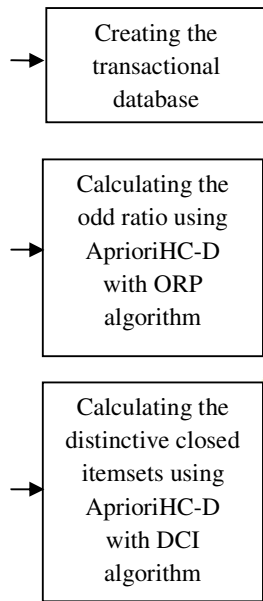 Creating the
transactional
database
Calculating the
odd ratio using
AprioriHC-D
with ORP
algorithm
Calculating the
distinctive closed
itemsets using
AprioriHC-D
with DCI
algorithm